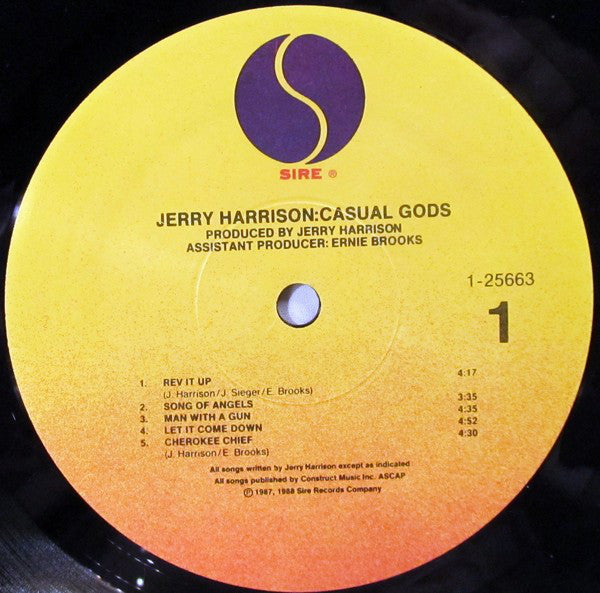 SIRE ®
JERRY HARRISON:CASUAL GODS
PRODUCED BY JERRY HARRISON
ASSISTANT PRODUCER: ERNIE BROOKS
1-25663
1
1. REV IT UP 4:17
(J. Harrison/J. Sieger/E. Brooks)
2. SONG OF ANGELS 3:35
3. MAN WITH A GUN 4:35
4. LET IT COME DOWN 4:52
5. CHEROKEE CHIEF 4:30
(J. Harrison/E. Brooks)
All songs written by Jerry Harrison except as indicated
All songs published by Construct Music Inc. ASCAP
℗1987, 1988 Sire Records Company